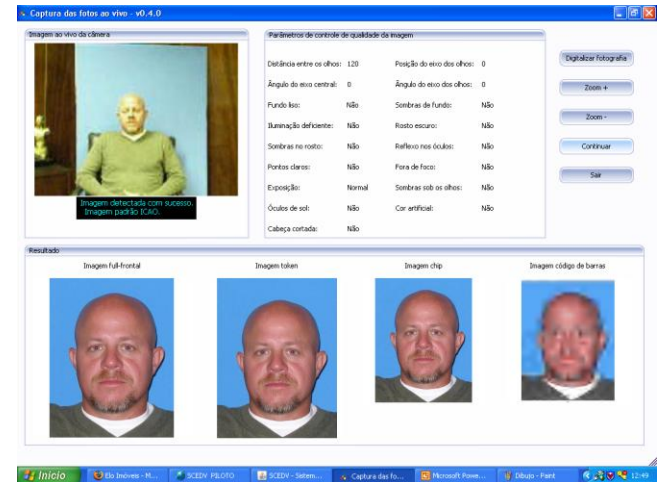 Captura das fotos ao vivo - v0.4.0
Imagem ao vivo da câmera
Imagem detectada com sucesso.
Imagem padrão ICAO.
Parâmetros de controle de qualidade da imagem
Distância entre os olhos: 120 Posição do eixo dos olhos: 0
Ângulo do eixo central: 0 Ângulo do eixo dos olhos: 0
Fundo liso: Não Sombras de fundo: Não
Iluminação deficiente: Não Rosto escuro: Não
Sombras no rosto: Não Reflexo nos óculos: Não
Pontos claros: Não Fora de foco: Não
Exposição: Normal Sombras sob os olhos: Não
Óculos de sol: Não Cor artificial: Não
Cabeça cortada: Não
Digitalizar fotografia
Zoom +
Zoom -
Continuar
Sair
Resultado
Imagem full-frontal Imagem token Imagem chip Imagem código de barras
Inicio Elo Imóveis - M... SCEDV PILOTO SCEDV - Sistem... Captura das fo... Microsoft Powe... Dibujo - Paint 12:49